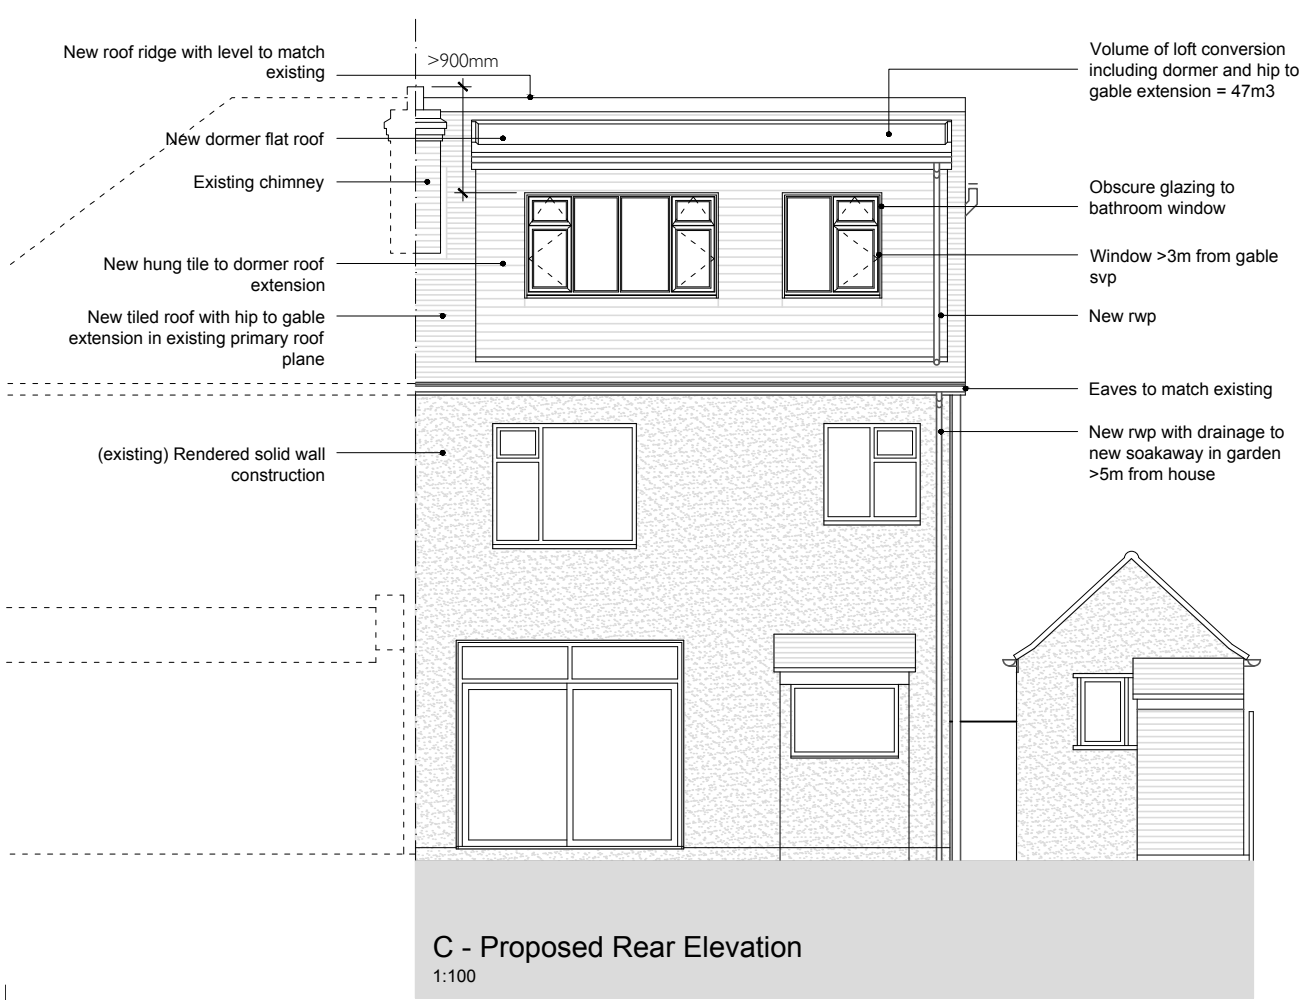 New roof ridge with level to match
existing
>900mm
New dormer flat roof
Existing chimney
New hung tile to dormer roof
extension
New tiled roof with hip to gable
extension in existing primary roof
plane
(existing) Rendered solid wall
construction
Volume of loft conversion
including dormer and hip to
gable extension = 47m3
Obscure glazing to
bathroom window
Window >3m from gable
svp
New rwp
Eaves to match existing
New rwp with drainage to
new soakaway in garden
>5m from house
C - Proposed Rear Elevation
1:100